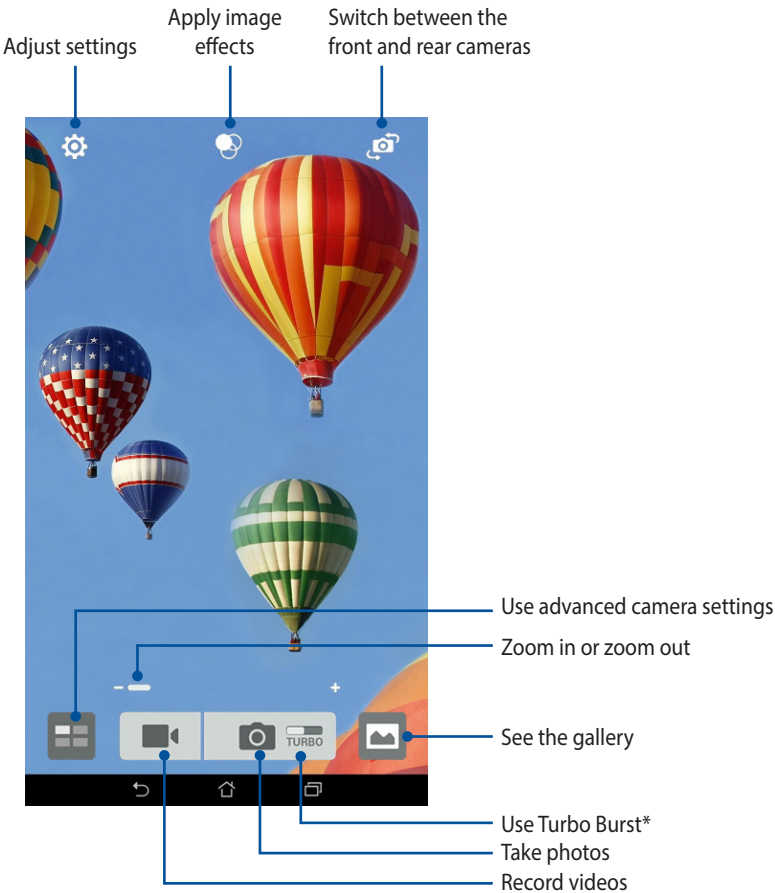 Apply image
effects
Switch between the
front and rear cameras
Adjust settings
Use advanced camera settings
Zoom in or zoom out
See the gallery
TURBO
Use Turbo Burst*
Take photos
Record videos